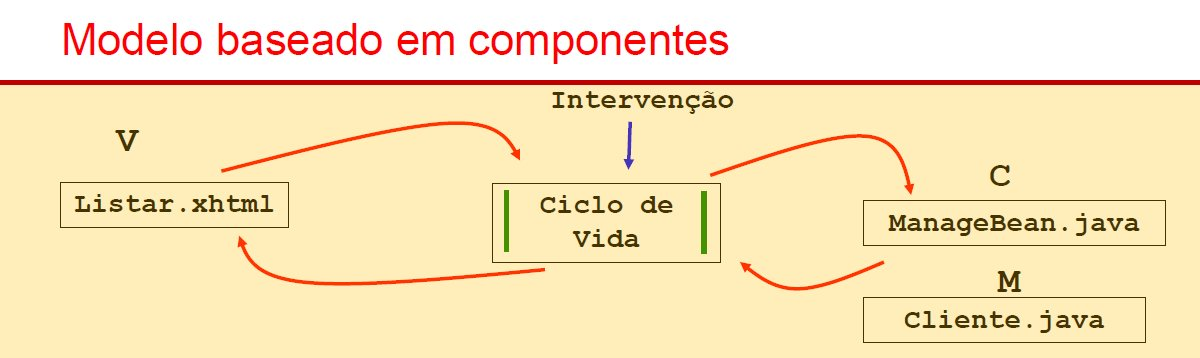 Modelo baseado em componentes
Intervenção
V
Listar.xhtml
Ciclo de
Vida
C
ManageBean.java
M
Cliente.java